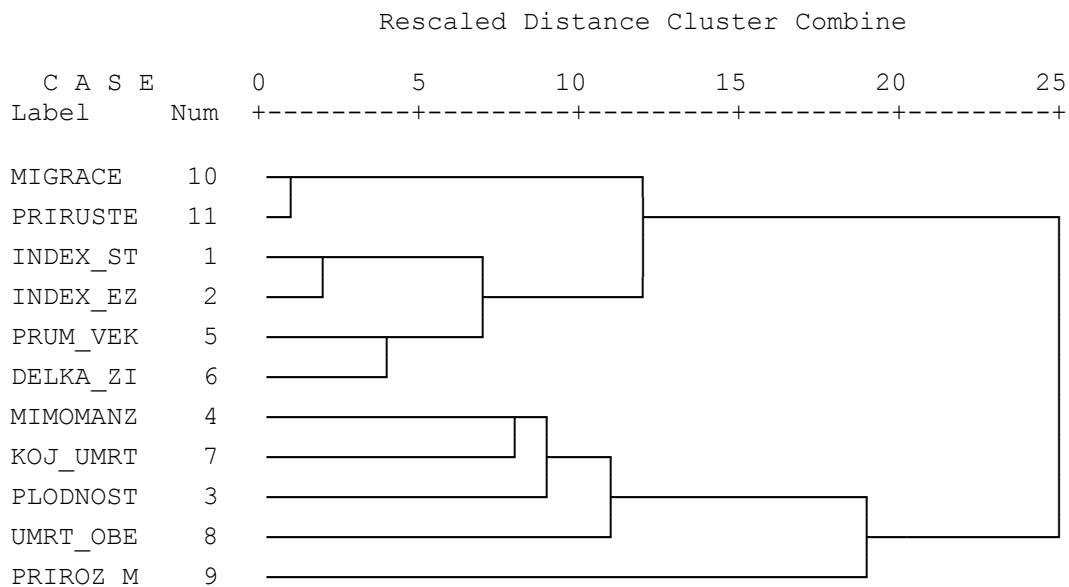 Rescaled Distance Cluster Combine
C A S E 0 5 10 15 20 25
Label Num +---------+---------+---------+---------+---------+
MIGRACE 10
PRIRUSTE 11
INDEX_ST 1
INDEX_EZ 2
PRUM_VEK 5
DELKA_ZI 6
MIMOMANZ 4
KOJ_UMRT 7
PLODNOST 3
UMRT_OBE 8
PRIROZ_M 9